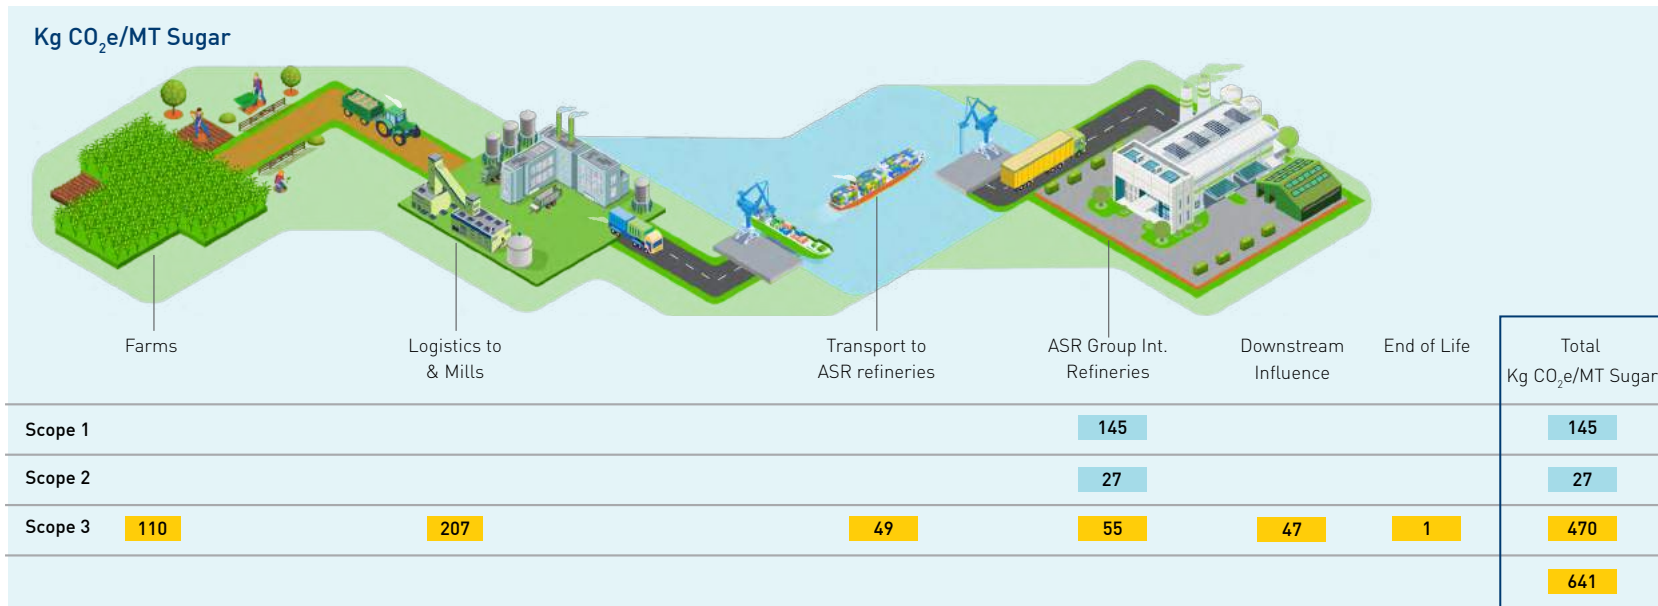 Kg CO₂e/MT Sugar
Farms
Logistics to
& Mills
Transport to
ASR refineries
ASR Group Int.
Refineries
Downstream
Influence
End of Life
Total
Kg CO₂e/MT Sugar
Scope 1 145 145
Scope 2 27 27
Scope 3 110 207 49 55 47 1 470
641